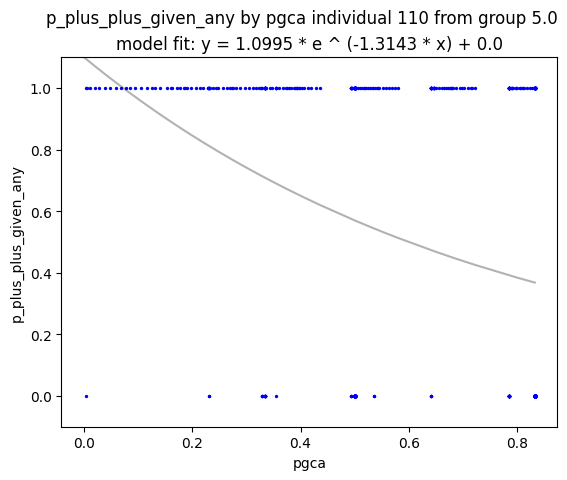 p_plus_plus_given_any by pgca individual 110 from group 5.0
model fit: y = 1.0995 * e ^ (-1.3143 * x) + 0.0
1.0
0.8
0.6
0.4
0.2
0.0
p_plus_plus_given_any
0.0 0.2 0.4 0.6 0.8
pgca